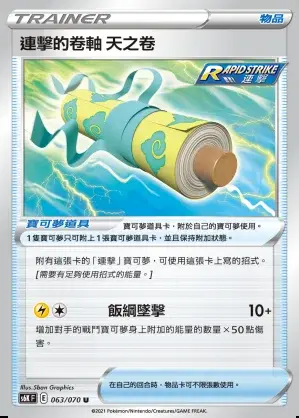 TRAINER 物品
連擊的卷軸 天之卷
RAPID STRIKE
連擊
寶可夢道具
寶可夢道具卡,附於自己的寶可夢使用。
1隻寶可夢只可附上1張寶可夢道具卡,並且保持附加狀態。
附有這張卡的「連擊」寶可夢,可使用這張卡上寫的招式。
[需要有足夠使用招式的能量。]
飯綱墜擊 10+
增加對手的戰鬥寶可夢身上附加的能量的數量×50點傷
害。
Illus. 5ban Graphics
S6K F E 063/070 U
在自己的回合時,物品卡可不限張數使用。
©2021 Pokémon/Nintendo/Creatures/GAME FREAK.